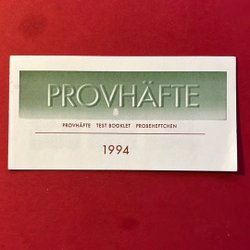 PROVHÄFTE
PROVHÄFTE TEST BOOKLET PROBEHEFTCHEN
1994